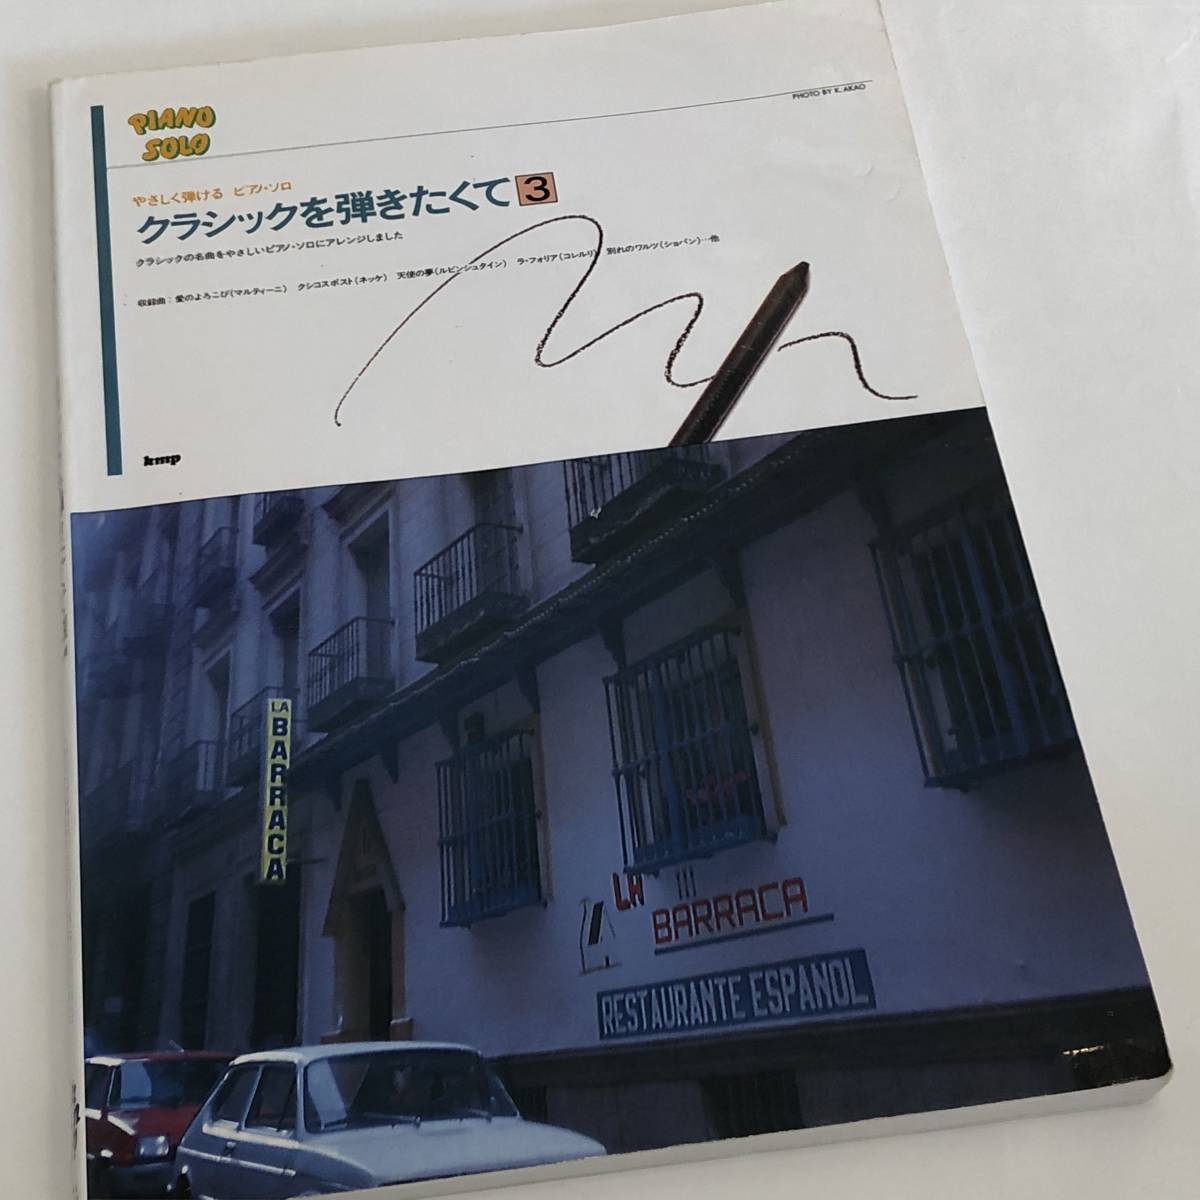 PIANO
SOLO
PHOTO BY K. AKAO
やさしく弾ける ピアノ・ソロ
クラシックを弾きたくて 3
クラシックの名曲をやさしいピアノ・ソロにアレンジしました
収録曲：愛のよろこび(マルティーニ) クシコスポスト(ネッケ) 天使の夢(ルビンシュタイン) ラ・フォリア(コレルリ) 別れのワルツ(ショパン)…他
kmp
LA
BARRACA
LA
BARRACA
RESTAURANTE ESPAÑOL